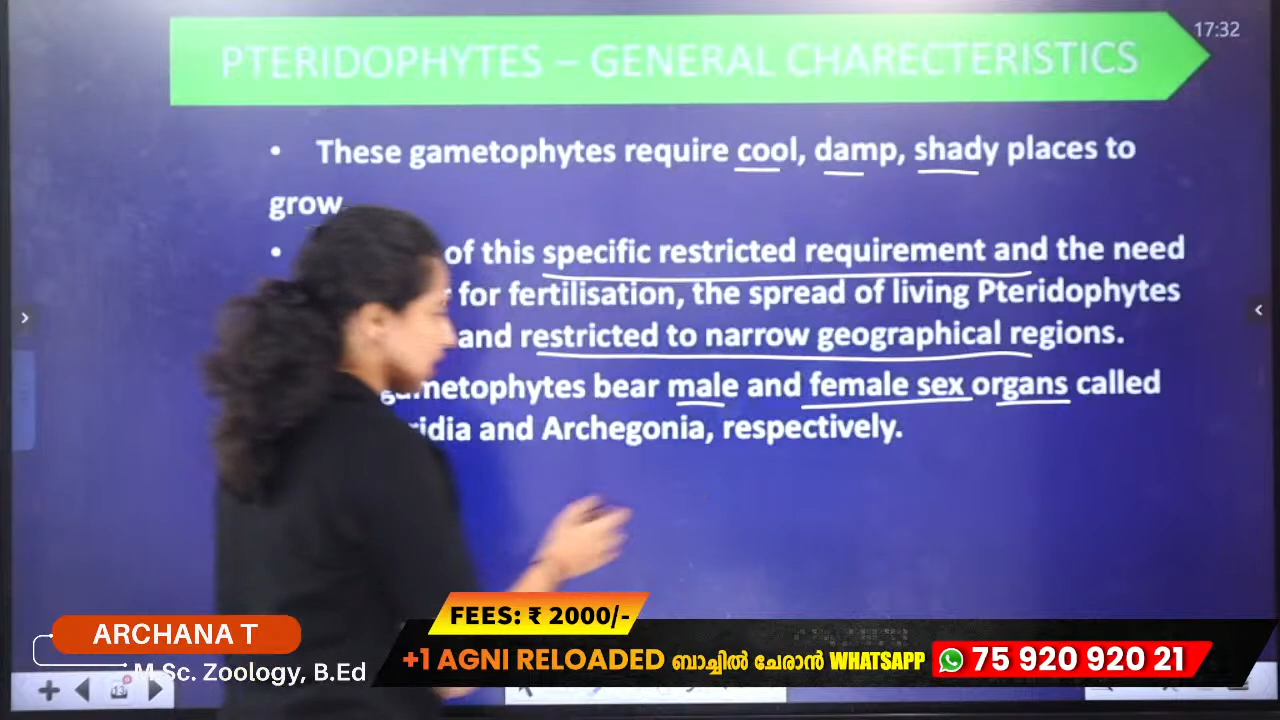 17:32
PTERIDOPHYTES – GENERAL CHARECTERISTICS
• These gametophytes require cool, damp, shady places to
grow
• of this specific restricted requirement and the need
for fertilisation, the spread of living Pteridophytes
and restricted to narrow geographical regions.
gametophytes bear male and female sex organs called
and Archegonia, respectively.
FEES: ₹ 2000/-
ARCHANA T
M.Sc. Zoology, B.Ed
+1 AGNI RELOADED ബാച്ചിൽ ചേരാൻ WHATSAPP 75 920 920 21
13